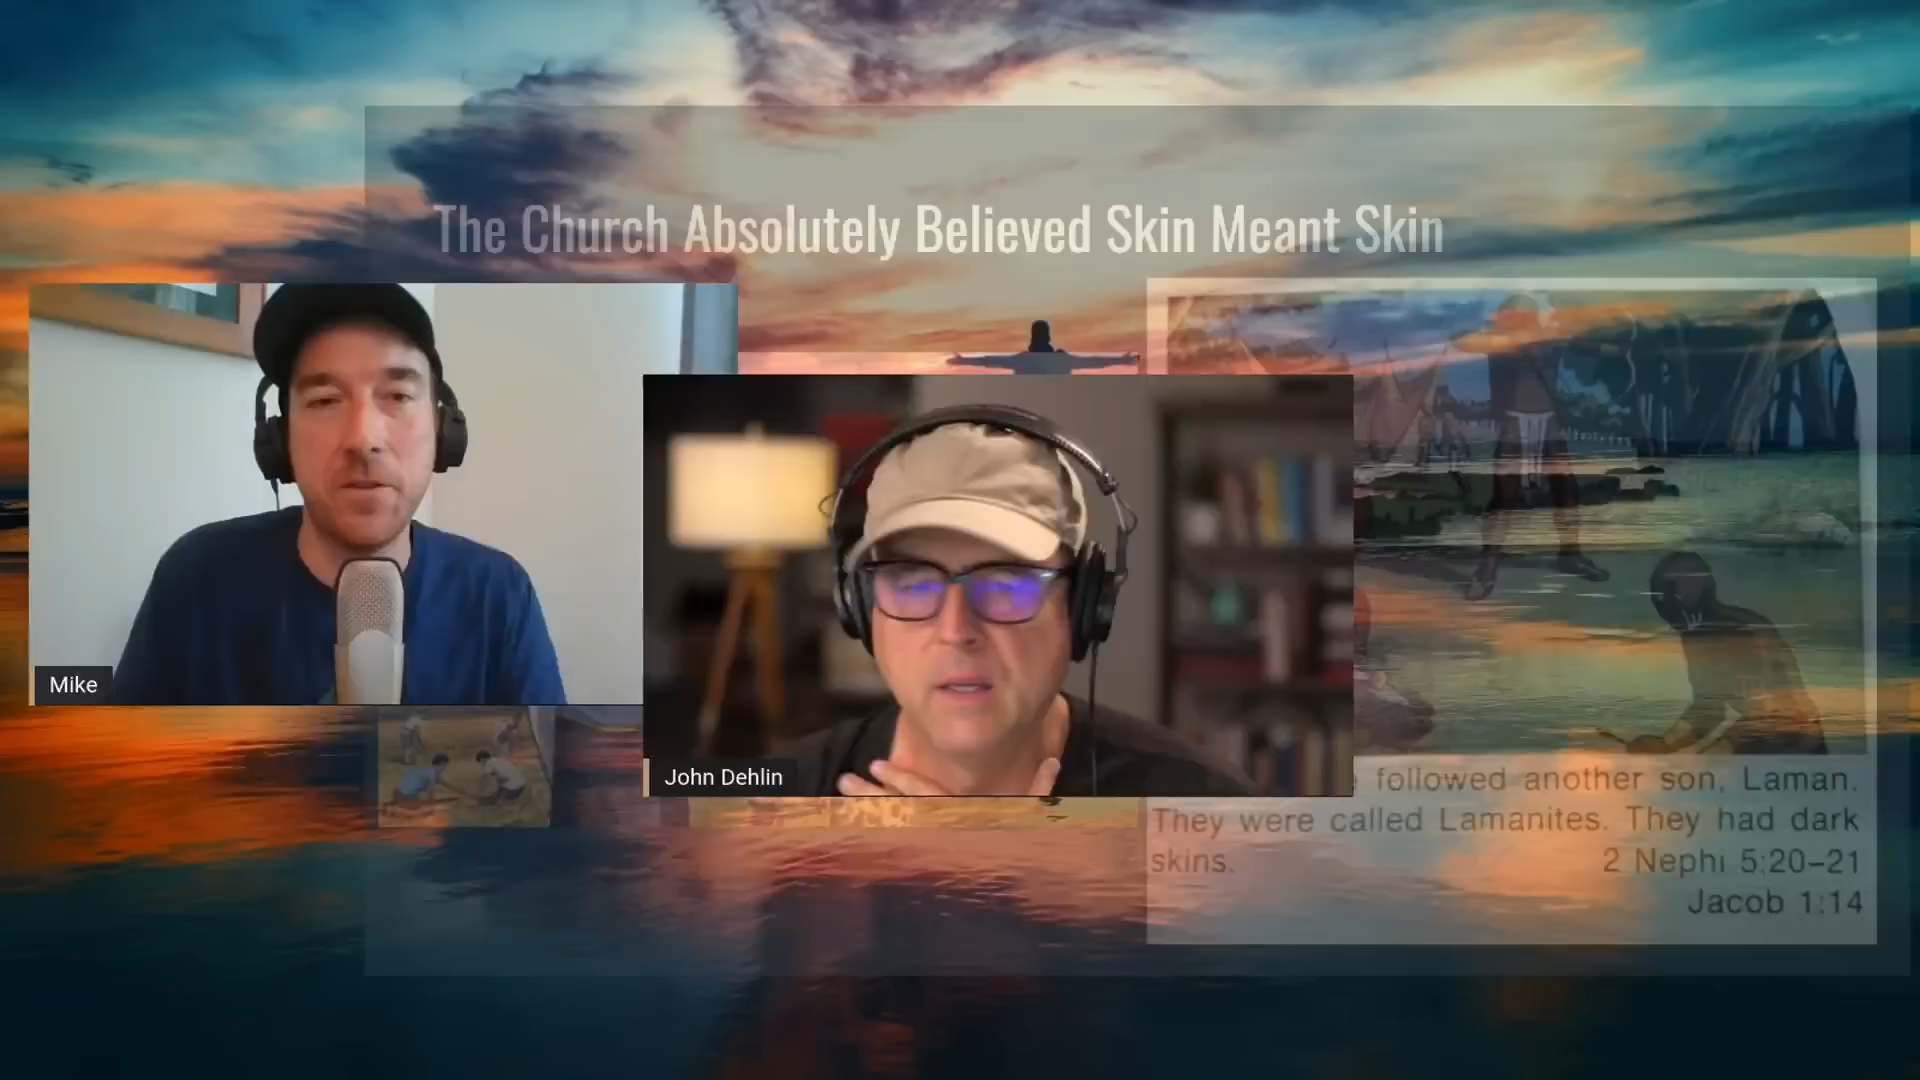 The Church Absolutely Believed Skin Meant Skin
Mike
John Dehlin
followed another son, Laman.
They were called Lamanites. They had dark
skins. 2 Nephi 5:20–21
Jacob 1:14